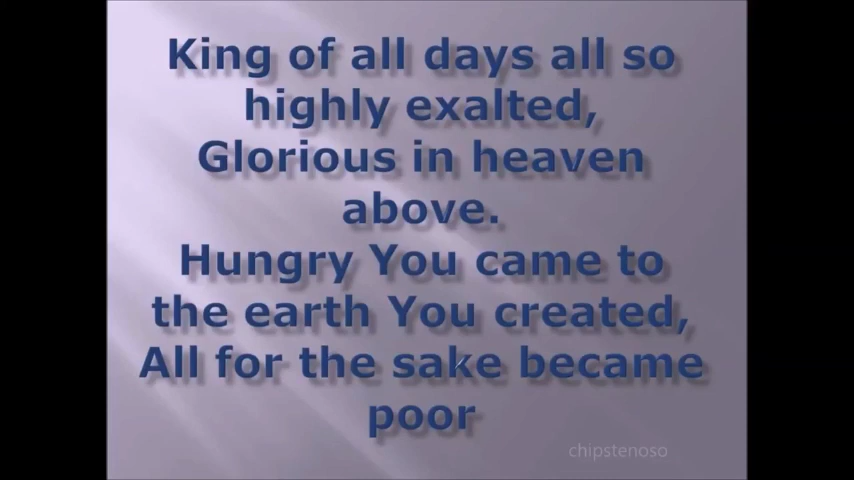 King of all days all so
highly exalted,
Glorious in heaven
above.
Hungry You came to
the earth You created,
All for the sake became
poor
chipstenoso